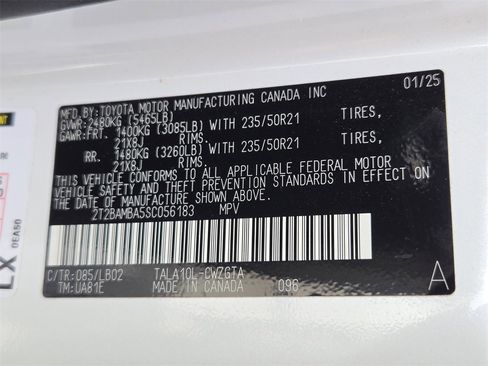 MFD.BY:TOYOTA MOTOR MANUFACTURING CANADA INC 01/25
GVWR:2480KG (5465LB)
GAWR:FRT. 1400KG (3085LB) WITH 235/50R21 TIRES,
21X8J RIMS.
RR. 1480KG (3260LB) WITH 235/50R21 TIRES,
21X8J RIMS.
THIS VEHICLE CONFORMS TO ALL APPLICABLE FEDERAL MOTOR
VEHICLE SAFETY AND THEFT PREVENTION STANDARDS IN EFFECT ON
THE DATE OF MANUFACTURE SHOWN ABOVE.
2T2BAMBA5SC056183 MPV
C/TR:085/LB02 TALA10L-CWZGTA A
TM:UA81E MADE IN CANADA 096
LX